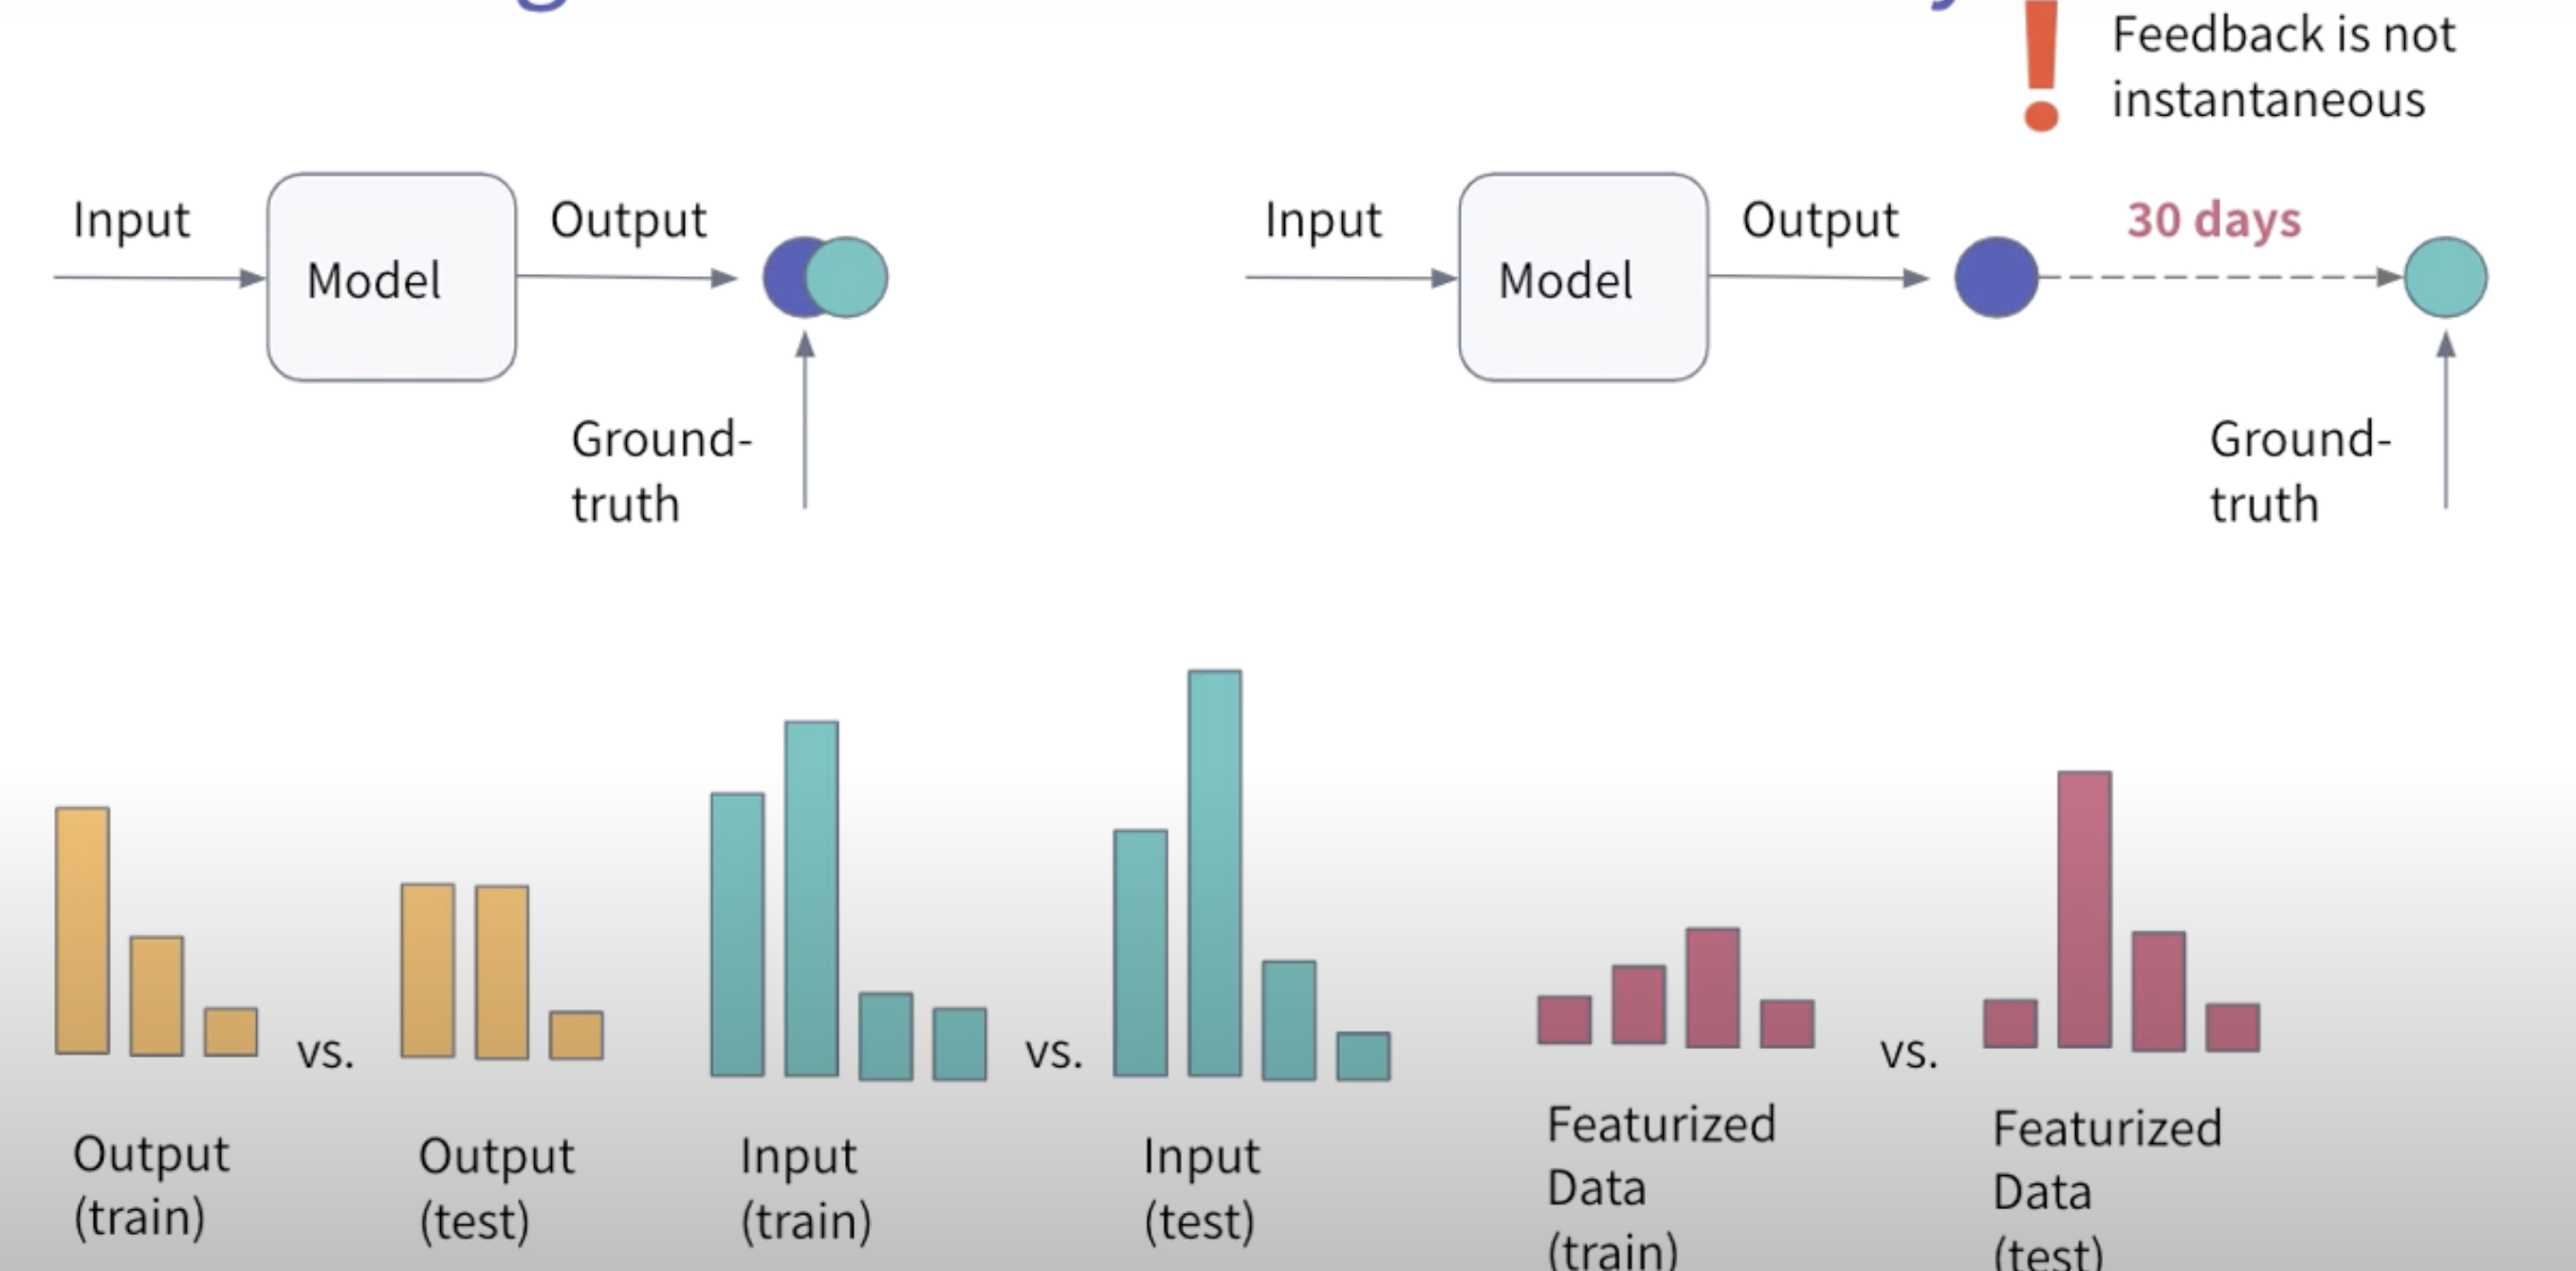 Feedback is not
instantaneous
Input
Model
Output
Ground-
truth
Input
Model
Output
30 days
Ground-
truth
vs.
Output
(train)
Output
(test)
vs.
Input
(train)
Input
(test)
vs.
Featurized
Data
(train)
Featurized
Data
(test)